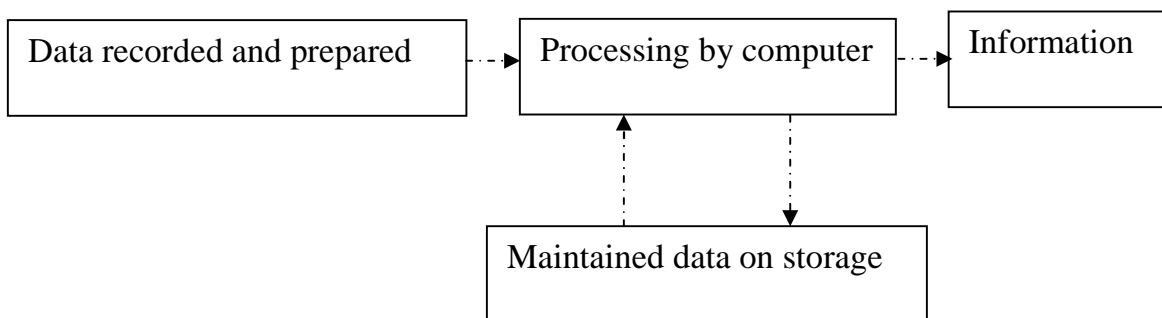 Data recorded and prepared
Processing by computer
Information
Maintained data on storage